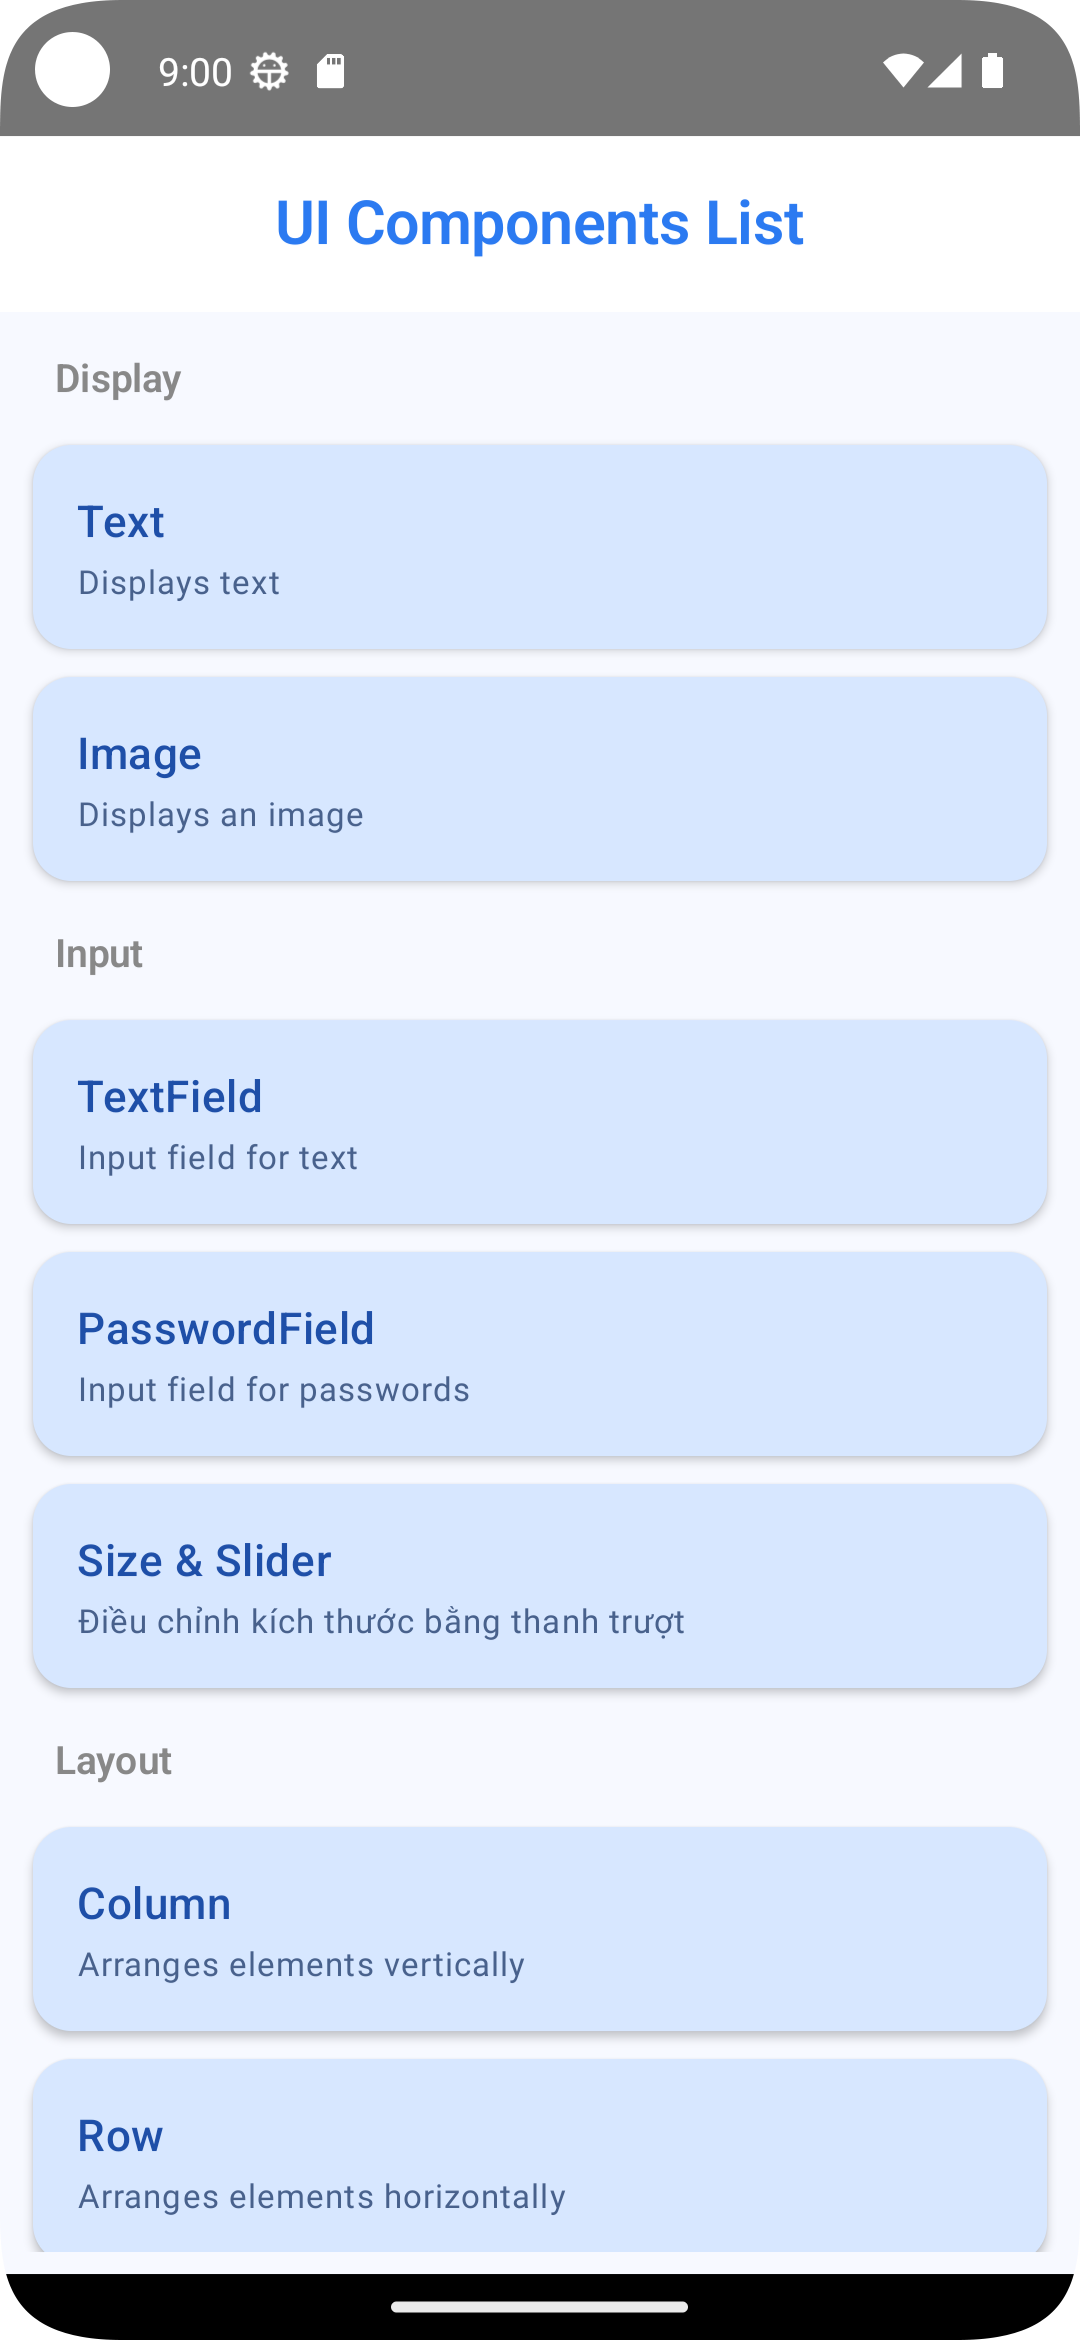 9:00
UI Components List
Display
Text
Displays text
Image
Displays an image
Input
TextField
Input field for text
PasswordField
Input field for passwords
Size & Slider
Điều chỉnh kích thước bằng thanh trượt
Layout
Column
Arranges elements vertically
Row
Arranges elements horizontally